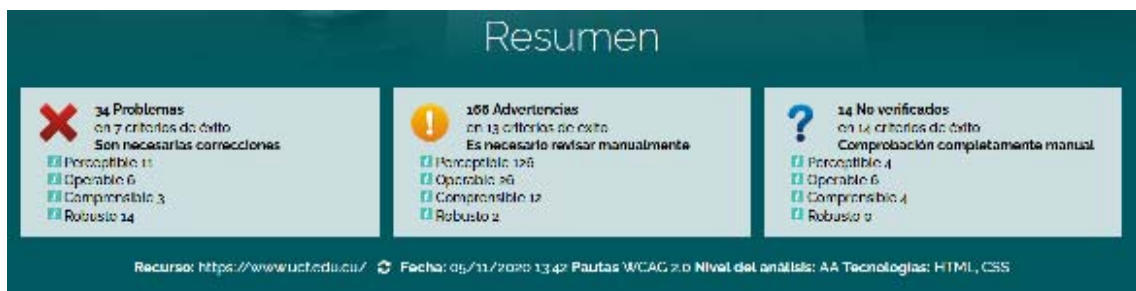 Resumen
34 Problemas
en 7 criterios de éxito
Son necesarias correcciones
Perceptible 11
Operable 6
Comprensible 3
Robusto 14
166 Advertencias
en 13 criterios de éxito
Es necesario revisar manualmente
Perceptible 126
Operable 26
Comprensible 12
Robusto 2
14 No verificados
en 14 criterios de éxito
Comprobación completamente manual
Perceptible 4
Operable 6
Comprensible 4
Robusto 0
Recurso: https://www.uct.edu.cu/ Fecha: 05/11/2020 13:42 Pautas WCAG 2.0 Nivel del análisis: AA Tecnologías: HTML, CSS